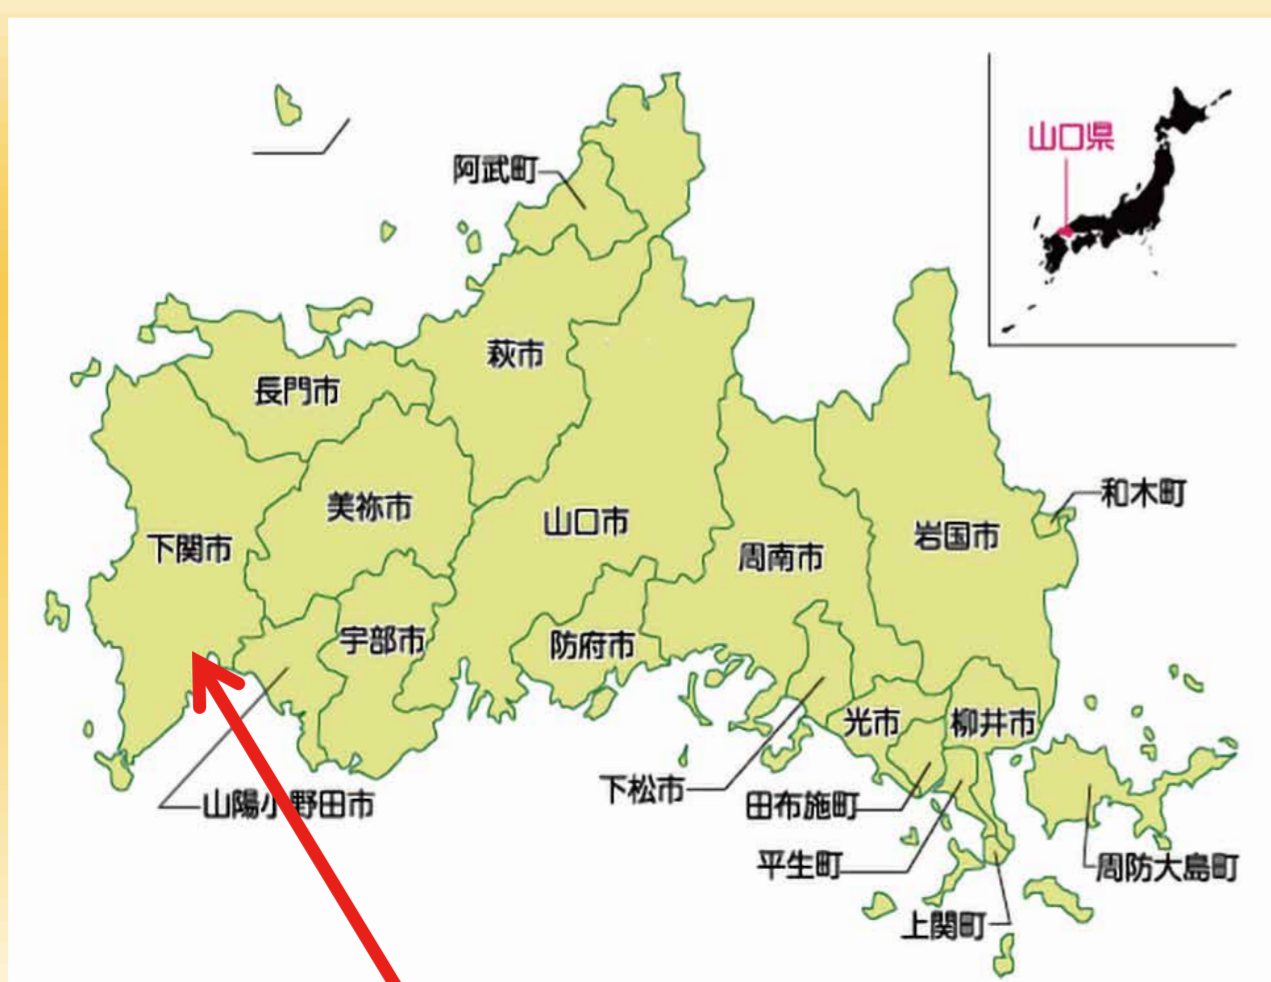 山口県
阿武町
萩市
長門市
和木町
美祢市
山口市
岩国市
下関市
周南市
宇部市
防府市
光市
柳井市
下松市
山陽小野田市
田布施町
平生町
周防大島町
上関町